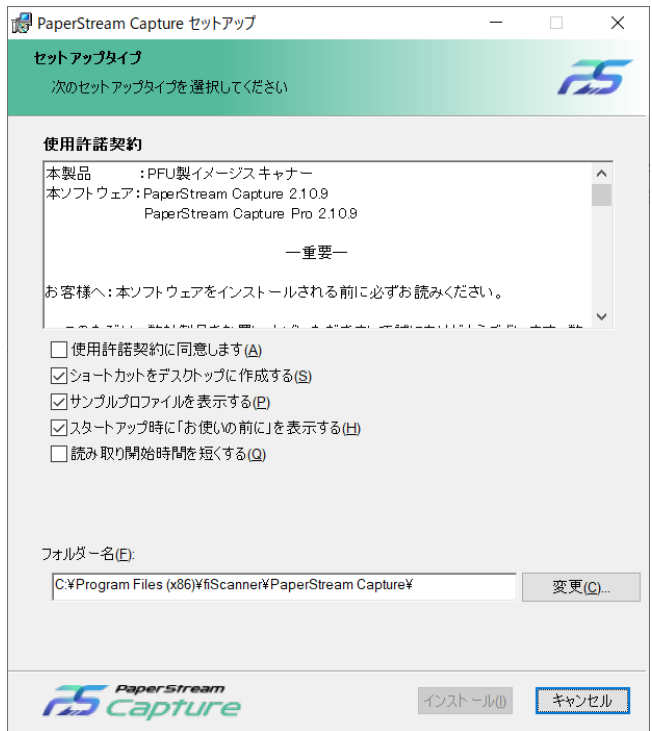 PaperStream Capture セットアップ
セットアップタイプ
次のセットアップタイプを選択してください
使用許諾契約
本製品 :PFU製イメージスキャナー
本ソフトウェア:PaperStream Capture 2.10.9
PaperStream Capture Pro 2.10.9
―重要―
お客様へ:本ソフトウェアをインストールされる前に必ずお読みください。
使用許諾契約に同意します(A)
ショートカットをデスクトップに作成する(S)
サンプルプロファイルを表示する(P)
スタートアップ時に「お使いの前に」を表示する(H)
読み取り開始時間を短くする(Q)
フォルダー名(F):
C:¥Program Files (x86)¥fiScanner¥PaperStream Capture¥
変更(C)...
PaperStream
Capture
インストール(I)
キャンセル